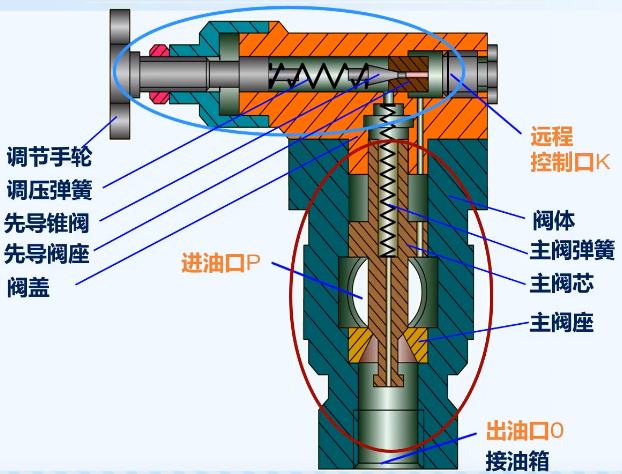 调节手轮
调压弹簧
先导锥阀
先导阀座
阀盖
进油口P
远程
控制口K
阀体
主阀弹簧
主阀芯
主阀座
出油口O
接油箱